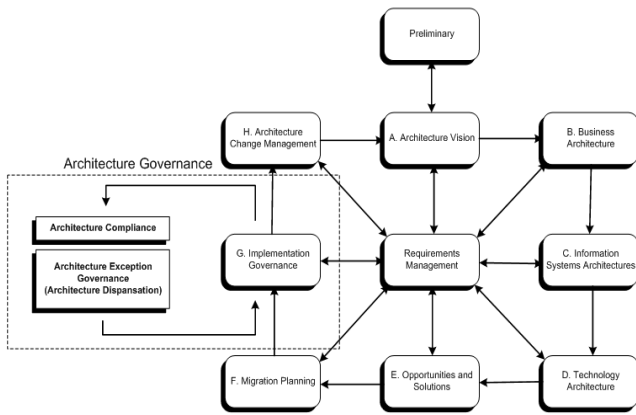 Preliminary
H. Architecture
Change Management
A. Architecture Vision
B. Business
Architecture
Architecture Governance
Architecture Compliance
Architecture Exception
Governance
(Architecture Dispansation)
G. Implementation
Governance
Requirements
Management
C. Information
Systems Architectures
F. Migration Planning
E. Opportunities and
Solutions
D. Technology
Architecture